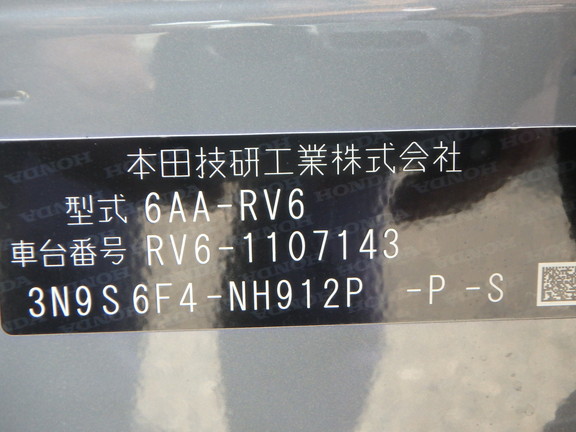 本田技研工業株式会社
型式 6AA-RV6
車台番号 RV6-1107143
3N9S6F4-NH912P -P -S